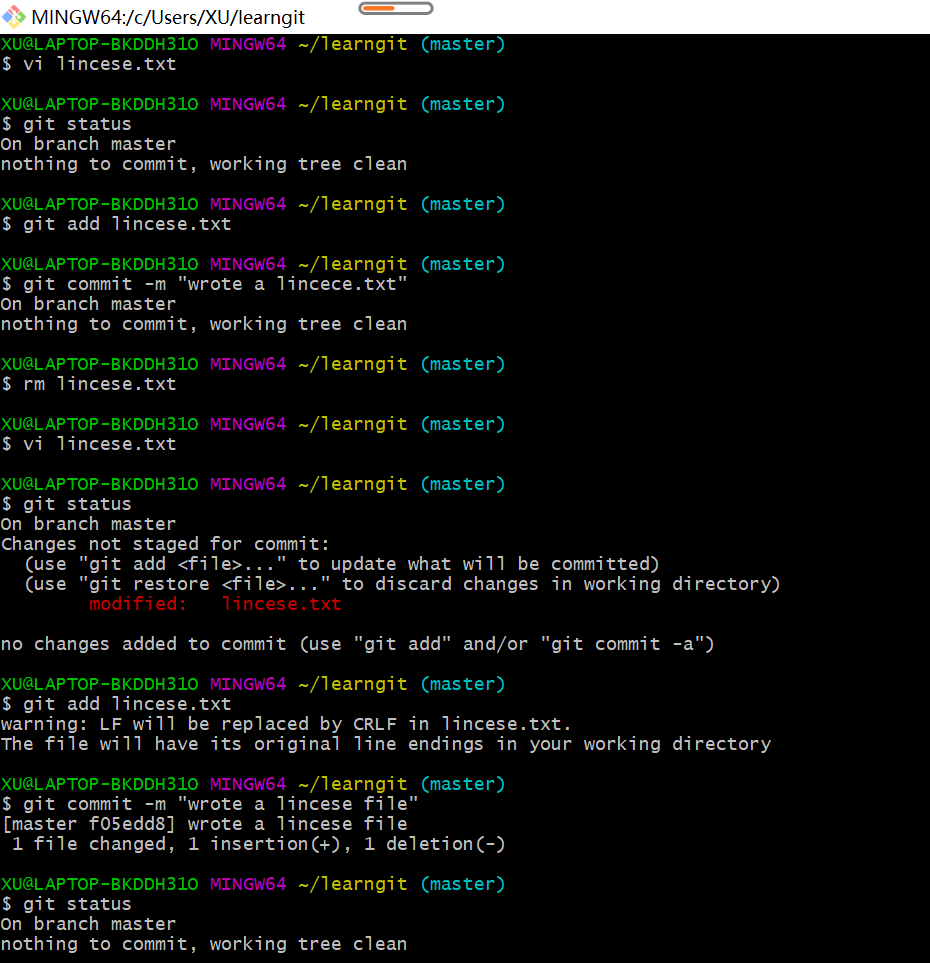 MINGW64:/c/Users/XU/learngit
XU@LAPTOP-BKDDH31O MINGW64 ~/learngit (master)
$ vi lincese.txt
XU@LAPTOP-BKDDH31O MINGW64 ~/learngit (master)
$ git status
On branch master
nothing to commit, working tree clean
XU@LAPTOP-BKDDH31O MINGW64 ~/learngit (master)
$ git add lincese.txt
XU@LAPTOP-BKDDH31O MINGW64 ~/learngit (master)
$ git commit -m "wrote a lincece.txt"
On branch master
nothing to commit, working tree clean
XU@LAPTOP-BKDDH31O MINGW64 ~/learngit (master)
$ rm lincese.txt
XU@LAPTOP-BKDDH31O MINGW64 ~/learngit (master)
$ vi lincese.txt
XU@LAPTOP-BKDDH31O MINGW64 ~/learngit (master)
$ git status
On branch master
Changes not staged for commit:
  (use "git add <file>..." to update what will be committed)
  (use "git restore <file>..." to discard changes in working directory)
        modified:   lincese.txt
no changes added to commit (use "git add" and/or "git commit -a")
XU@LAPTOP-BKDDH31O MINGW64 ~/learngit (master)
$ git add lincese.txt
warning: LF will be replaced by CRLF in lincese.txt.
The file will have its original line endings in your working directory
XU@LAPTOP-BKDDH31O MINGW64 ~/learngit (master)
$ git commit -m "wrote a lincese file"
[master f05edd8] wrote a lincese file
 1 file changed, 1 insertion(+), 1 deletion(-)
XU@LAPTOP-BKDDH31O MINGW64 ~/learngit (master)
$ git status
On branch master
nothing to commit, working tree clean